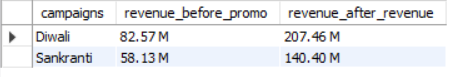 campaigns revenue_before_promo revenue_after_revenue
Diwali 82.57 M 207.46 M
Sankranti 58.13 M 140.40 M